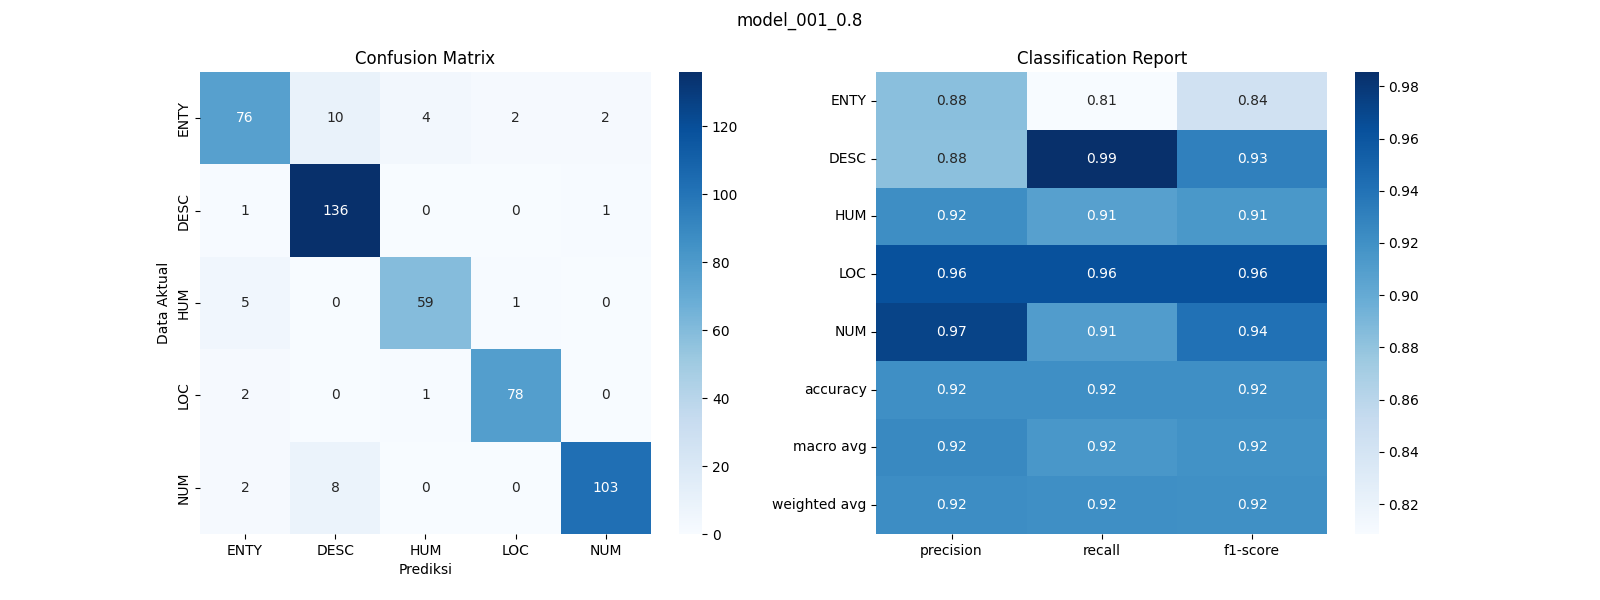 model_001_0.8
Confusion Matrix
Data Aktual
ENTY 76 10 4 2 2
DESC 1 136 0 0 1
HUM 5 0 59 1 0
LOC 2 0 1 78 0
NUM 2 8 0 0 103
ENTY DESC HUM LOC NUM
Prediksi
120
100
80
60
40
20
0
Classification Report
ENTY 0.88 0.81 0.84
DESC 0.88 0.99 0.93
HUM 0.92 0.91 0.91
LOC 0.96 0.96 0.96
NUM 0.97 0.91 0.94
accuracy 0.92 0.92 0.92
macro avg 0.92 0.92 0.92
weighted avg 0.92 0.92 0.92
precision recall f1-score
0.98
0.96
0.94
0.92
0.90
0.88
0.86
0.84
0.82